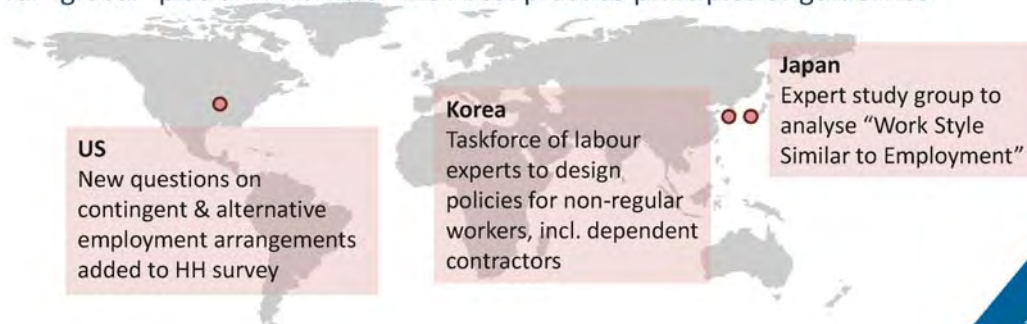 US
New questions on
contingent & alternative
employment arrangements
added to HH survey
Korea
Taskforce of labour
experts to design
policies for non-regular
workers, incl. dependent
contractors
Japan
Expert study group to
analyse “Work Style
Similar to Employment”